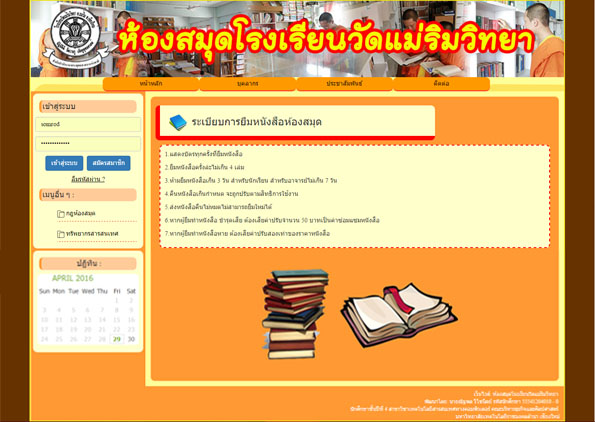 ห้องสมุดโรงเรียนวัดแม่ริมวิทยา
หน้าหลัก บุคลากร ประชาสัมพันธ์ ติดต่อ
เข้าสู่ระบบ
somrod
เข้าสู่ระบบ สมัครสมาชิก
ลืมรหัสผ่าน ?
เมนูอื่น ๆ :
กฎห้องสมุด
ทรัพยากรสารสนเทศ
ปฏิทิน :
APRIL 2016
Sun Mon Tue Wed Thu Fri Sat
1 2
3 4 5 6 7 8 9
10 11 12 13 14 15 16
17 18 19 20 21 22 23
24 25 26 27 28 29 30
ระเบียบการยืมหนังสือห้องสมุด
1.แสดงบัตรทุกครั้งที่ยืมหนังสือ
2.ยืมหนังสือครั้งละไม่เกิน 4 เล่ม
3.ห้ามยืมหนังสือเกิน 3 วัน สำหรับนักเรียน สำหรับอาจารย์ไม่เกิน 7 วัน
4.คืนหนังสือเกินกำหนด จะถูกปรับตามสิทธิการใช้งาน
5.ส่งหนังสือคืนไม่หมดไม่สามารถยืมใหม่ได้
6.หากผู้ยืมทำหนังสือ ชำรุดเสีย ต้องเสียค่าปรับจำนวน 50 บาทเป็นค่าซ่อมแซมหนังสือ
7.หากผู้ยืมทำหนังสือหาย ต้องเสียค่าปรับสองเท่าของราคาหนังสือ